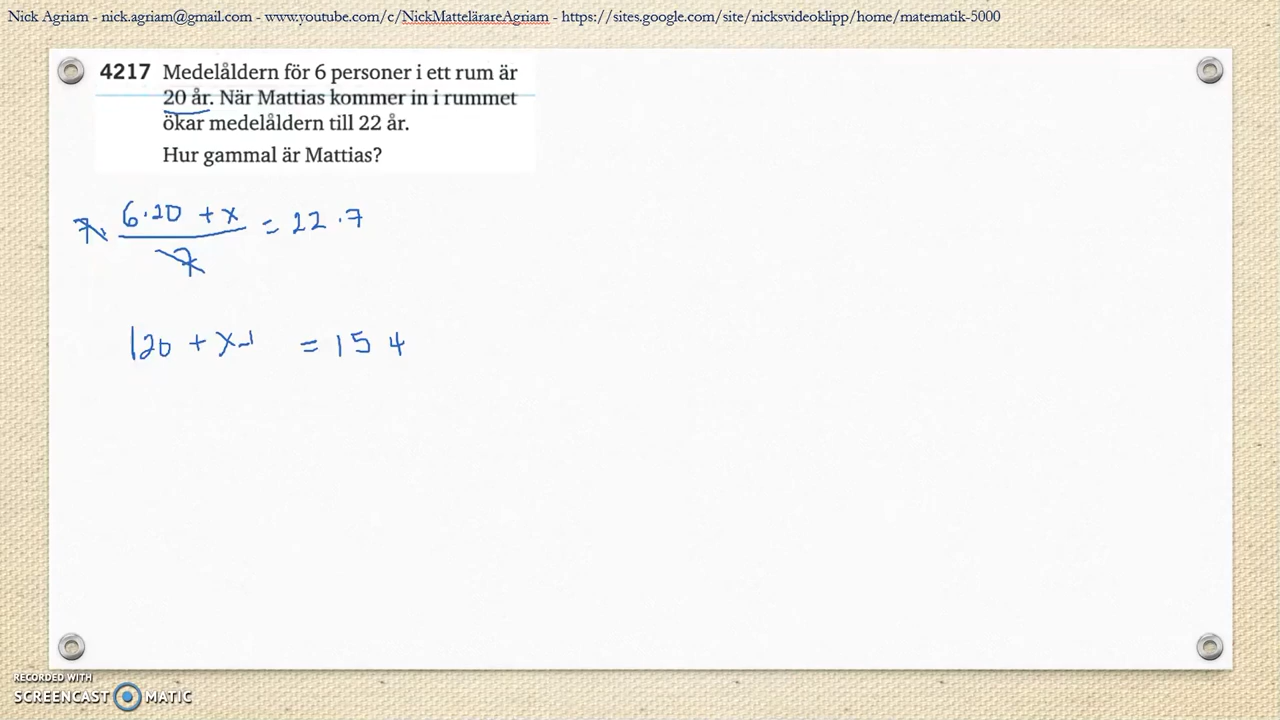 Nick Agriam - nick.agriam@gmail.com - www.youtube.com/c/NickMattelärareAgriam - https://sites.google.com/site/nicksvideoklipp/home/matematik-5000
4217 Medelåldern för 6 personer i ett rum är
20 år. När Mattias kommer in i rummet
ökar medelåldern till 22 år.
Hur gammal är Mattias?
7· 6·20 + x = 22·7
7
120 + x- = 154
RECORDED WITH
SCREENCAST MATIC